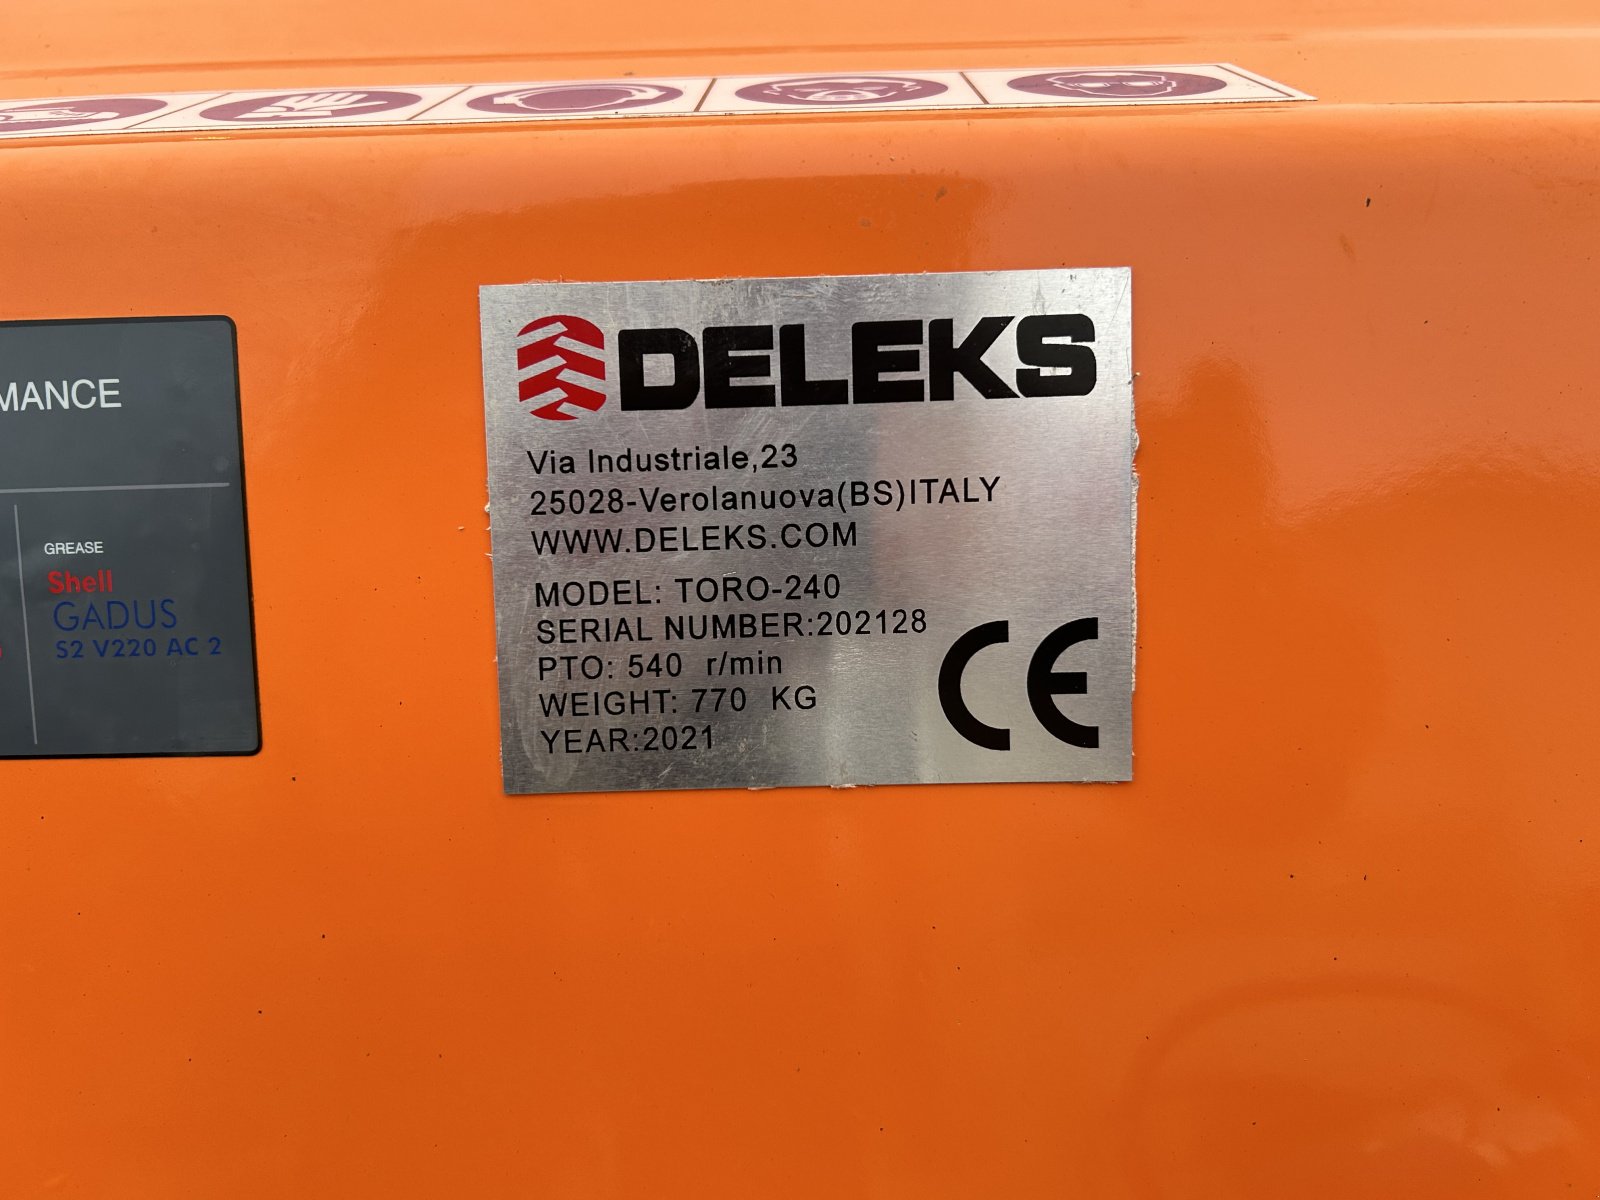 DELEKS
Via Industriale,23
25028-Verolanuova(BS)ITALY
WWW.DELEKS.COM
MODEL: TORO-240
SERIAL NUMBER:202128
PTO: 540 r/min
WEIGHT: 770 KG
YEAR:2021
CE
MANCE
GREASE
Shell
GADUS
S2 V220 AC 2